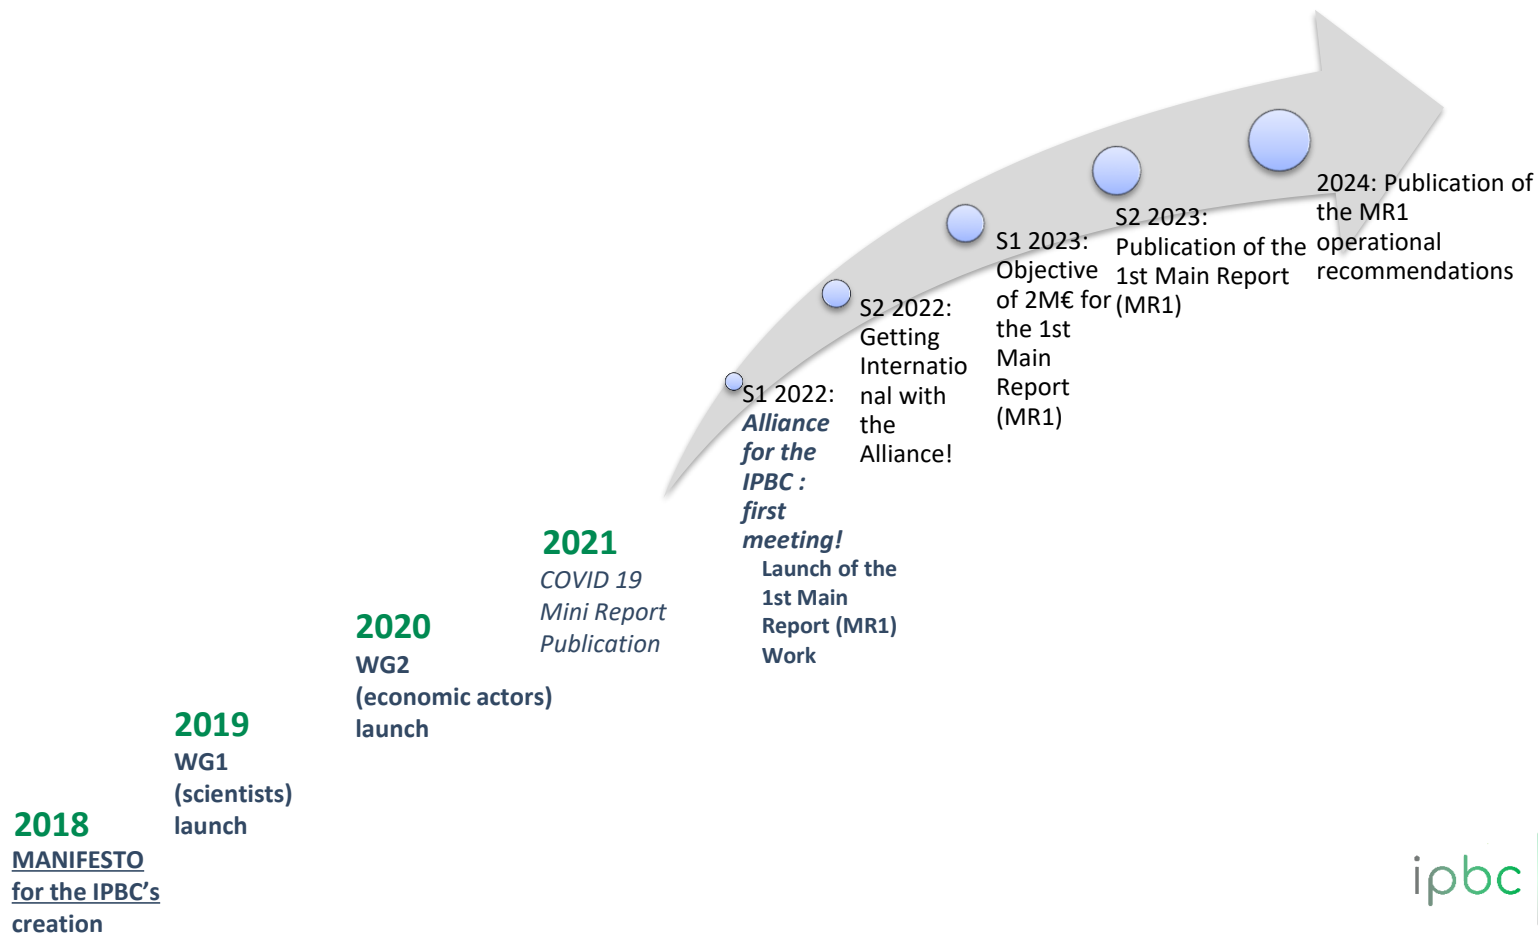 2018
MANIFESTO
for the IPBC’s
creation
2019
WG1
(scientists)
launch
2020
WG2
(economic actors)
launch
2021
COVID 19
Mini Report
Publication
S1 2022:
Alliance
for the
IPBC :
first
meeting!
Launch of the
1st Main
Report (MR1)
Work
S2 2022:
Getting
Internatio
nal with
the
Alliance!
S1 2023:
Objective
of 2M€ for
the 1st
Main
Report
(MR1)
S2 2023:
Publication of the
1st Main Report
(MR1)
2024: Publication of
the MR1
operational
recommendations
ipbc